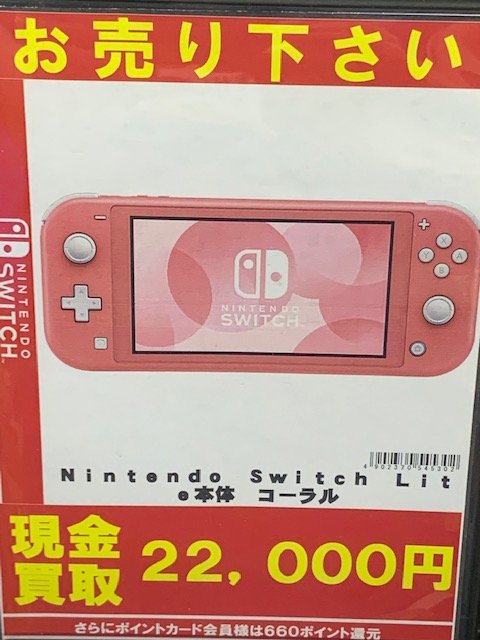 お売り下さい
NINTENDO
SWITCH
NINTENDO
SWITCH
X
Y
A
B
4902370545302
Nintendo Switch Lit
e本体 コーラル
現金
買取
22,000円
さらにポイントカード会員様は660ポイント還元